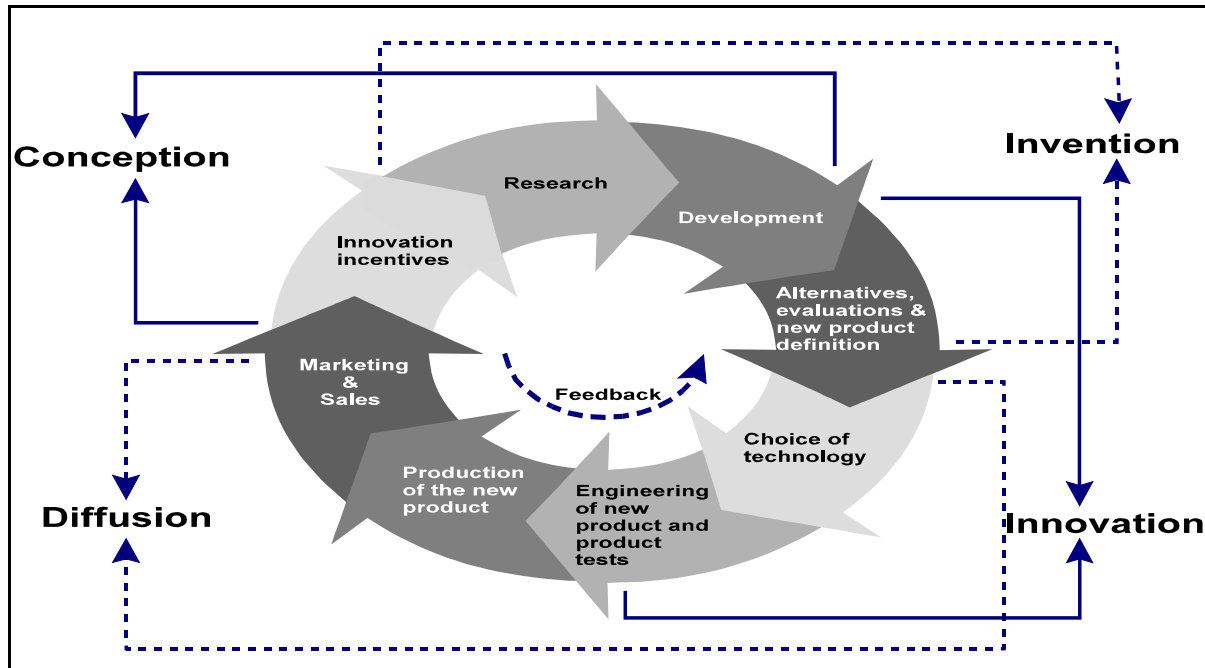 Conception
Invention
Research
Development
Innovation
incentives
Alternatives,
evaluations &
new product
definition
Marketing
&
Sales
Feedback
Choice of
technology
Production
of the new
product
Engineering
of new
product and
product
tests
Diffusion
Innovation